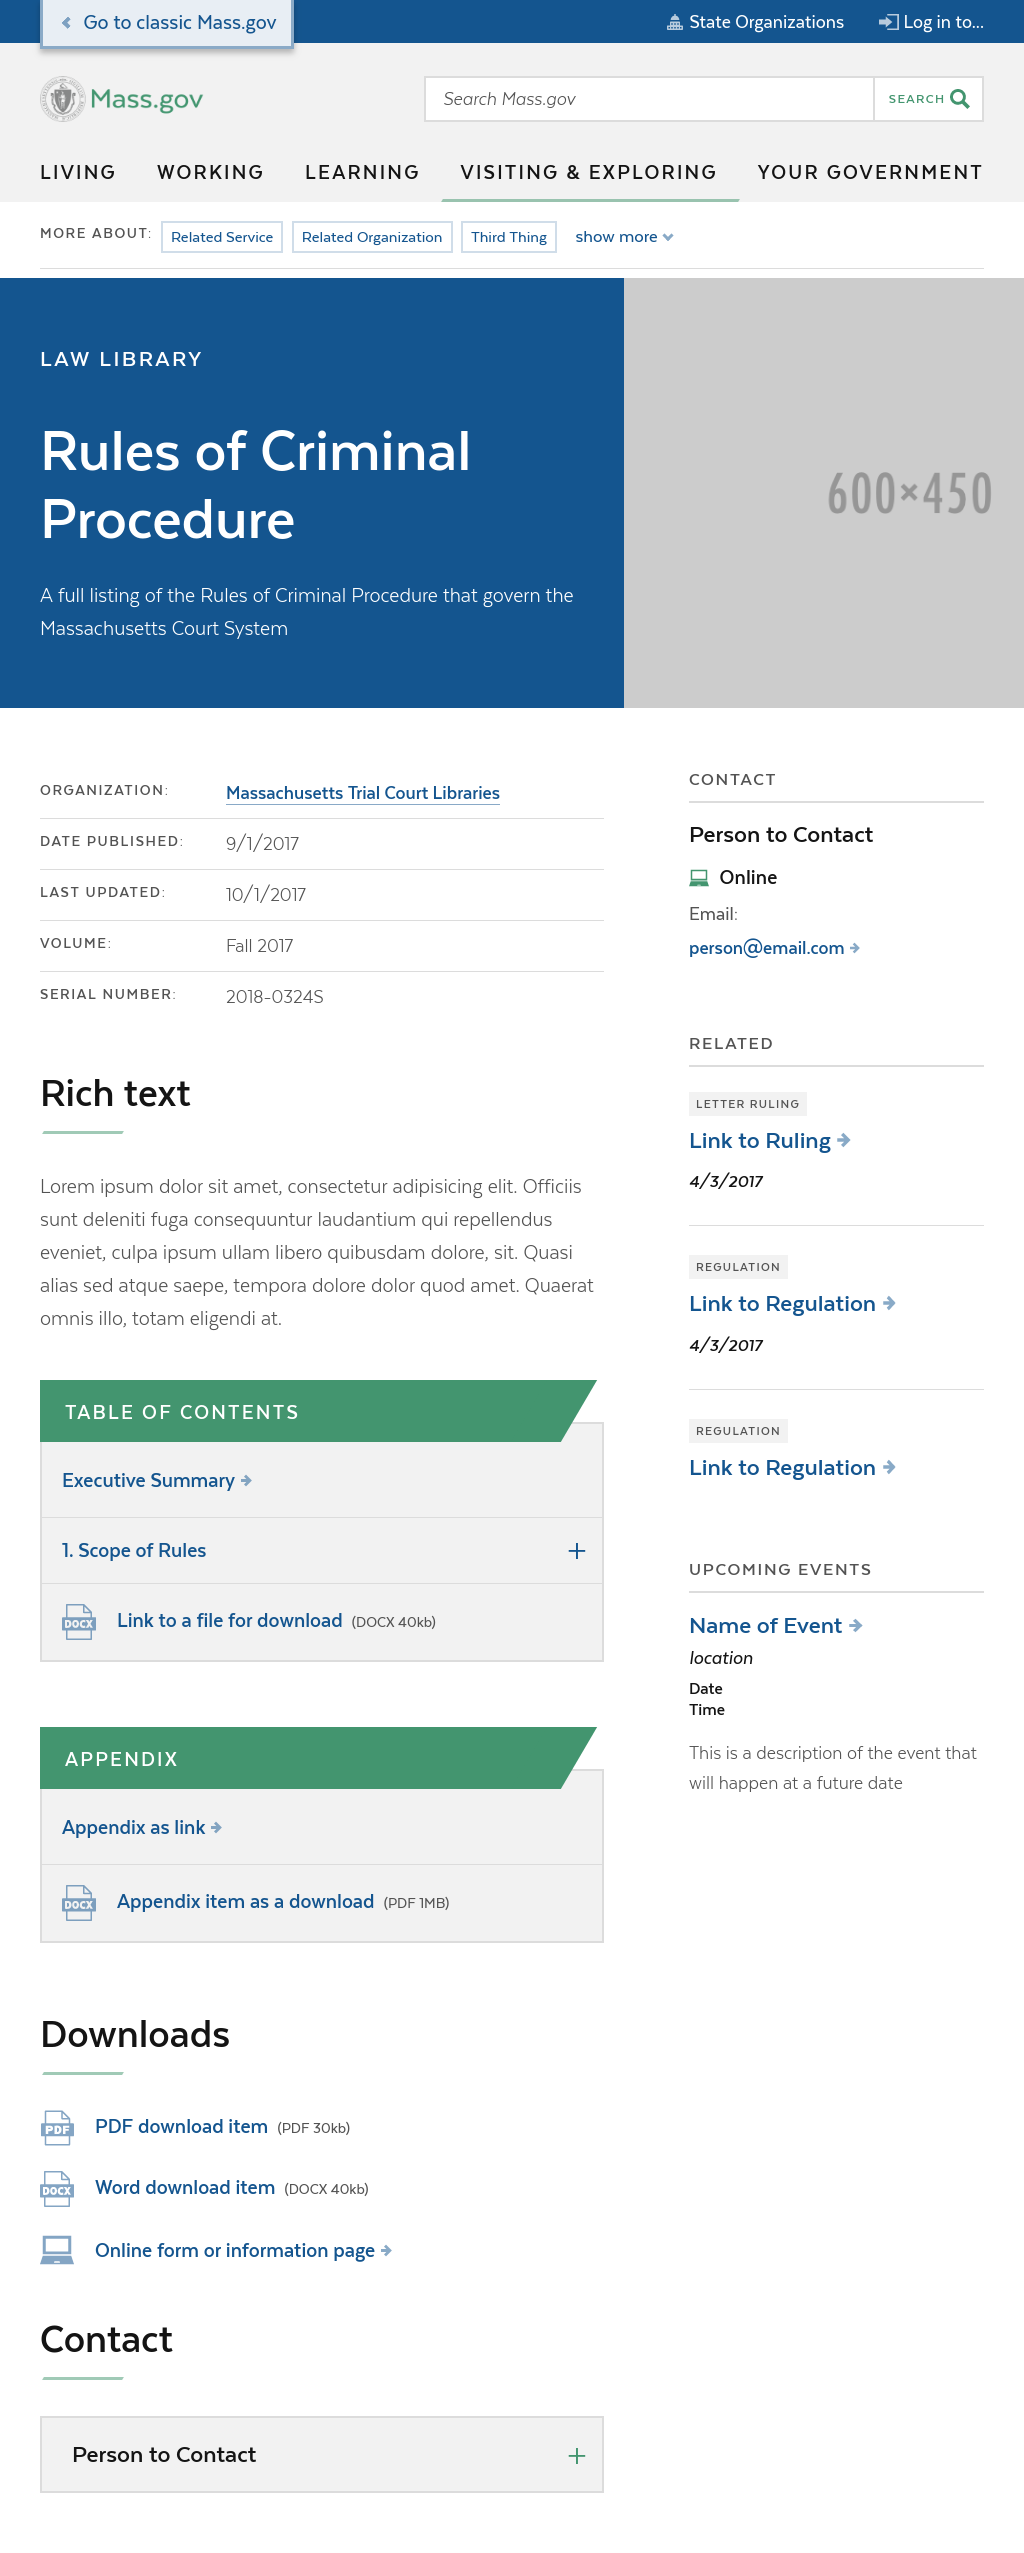 Go to classic Mass.gov
State Organizations
Log in to...
Mass.gov
Search Mass.gov
SEARCH
LIVING
WORKING
LEARNING
VISITING & EXPLORING
YOUR GOVERNMENT
MORE ABOUT:
Related Service
Related Organization
Third Thing
show more
LAW LIBRARY
Rules of Criminal
Procedure
A full listing of the Rules of Criminal Procedure that govern the
Massachusetts Court System
600×450
ORGANIZATION:
Massachusetts Trial Court Libraries
DATE PUBLISHED:
9/1/2017
LAST UPDATED:
10/1/2017
VOLUME:
Fall 2017
SERIAL NUMBER:
2018-0324S
Rich text
Lorem ipsum dolor sit amet, consectetur adipisicing elit. Officiis
sunt deleniti fuga consequuntur laudantium qui repellendus
eveniet, culpa ipsum ullam libero quibusdam dolore, sit. Quasi
alias sed atque saepe, tempora dolore dolor quod amet. Quaerat
omnis illo, totam eligendi at.
TABLE OF CONTENTS
Executive Summary
1. Scope of Rules
DOCX
Link to a file for download (DOCX 40kb)
APPENDIX
Appendix as link
DOCX
Appendix item as a download (PDF 1MB)
Downloads
PDF
PDF download item (PDF 30kb)
DOCX
Word download item (DOCX 40kb)
Online form or information page
Contact
Person to Contact
CONTACT
Person to Contact
Online
Email:
person@email.com
RELATED
LETTER RULING
Link to Ruling
4/3/2017
REGULATION
Link to Regulation
4/3/2017
REGULATION
Link to Regulation
UPCOMING EVENTS
Name of Event
location
Date
Time
This is a description of the event that
will happen at a future date